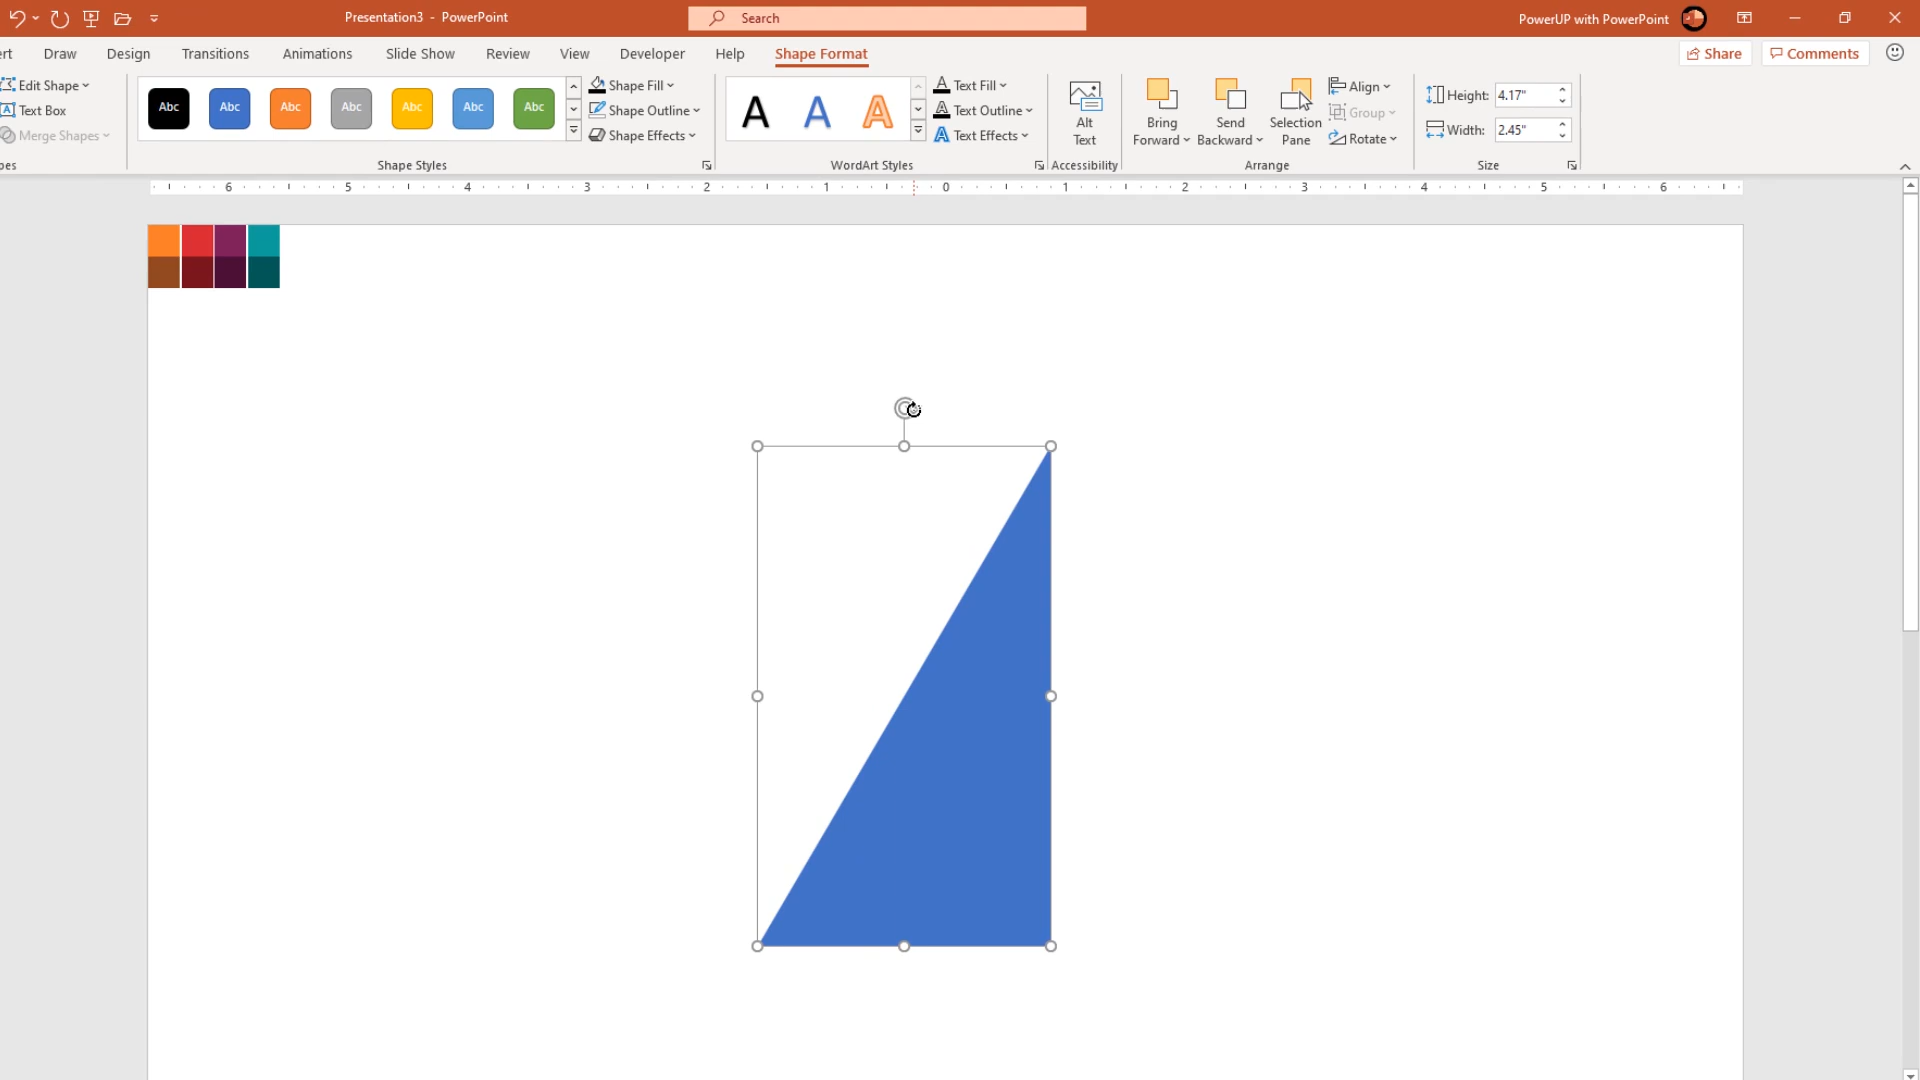 Presentation3 - PowerPoint
Search
PowerUP with PowerPoint
rt Draw Design Transitions Animations Slide Show Review View Developer Help Shape Format
Share Comments
Edit Shape
Text Box
Merge Shapes
pes
Abc Abc Abc Abc Abc Abc Abc
Shape Fill
Shape Outline
Shape Effects
Shape Styles
A A A
A Text Fill
A Text Outline
A Text Effects
WordArt Styles
Alt
Text
Accessibility
Bring
Forward
Send
Backward
Selection
Pane
Align
Group
Rotate
Arrange
Height: 4.17"
Width: 2.45"
Size
6 5 4 3 2 1 0 1 2 3 4 5 6